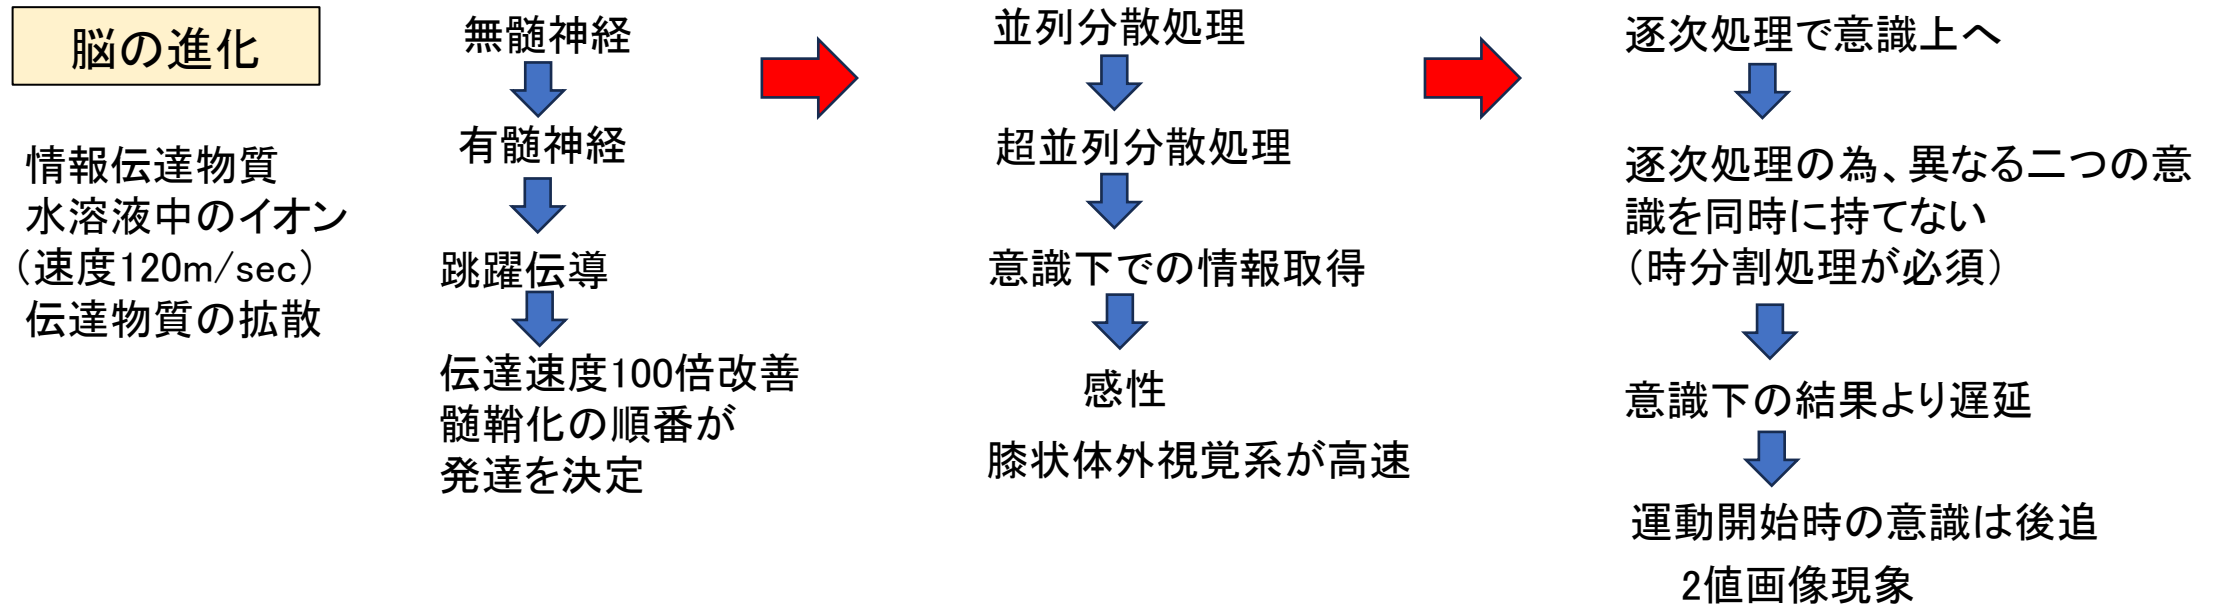 脳の進化
情報伝達物質
水溶液中のイオン
（速度120m/sec）
伝達物質の拡散
無髄神経
有髄神経
跳躍伝導
伝達速度100倍改善
髄鞘化の順番が
発達を決定
並列分散処理
超並列分散処理
意識下での情報取得
感性
膝状体外視覚系が高速
逐次処理で意識上へ
逐次処理の為、異なる二つの意
識を同時に持てない
（時分割処理が必須）
意識下の結果より遅延
運動開始時の意識は後追
2値画像現象